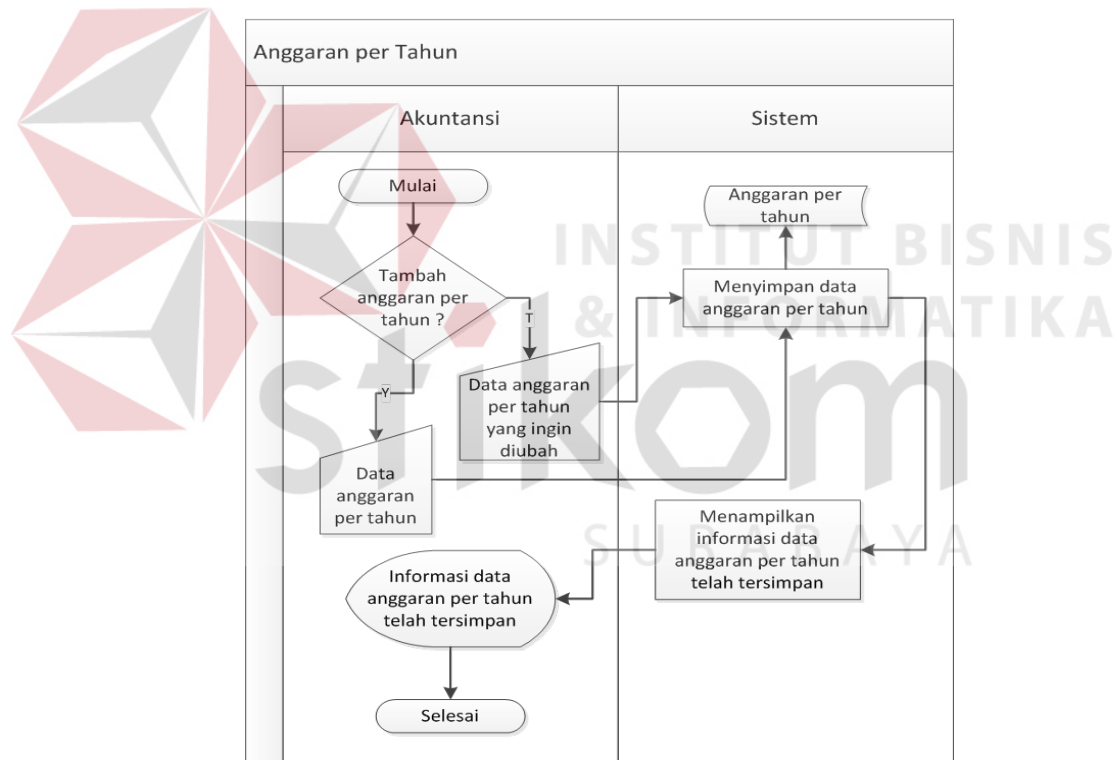 Anggaran per Tahun
Akuntansi
Sistem
Mulai
Anggaran per
tahun
Tambah
anggaran per
tahun ?
Menyimpan data
anggaran per tahun
T
Data anggaran
per tahun
yang ingin
diubah
Y
Data
anggaran
per tahun
Menampilkan
informasi data
anggaran per tahun
telah tersimpan
Informasi data
anggaran per tahun
telah tersimpan
Selesai
INSTITUT BISNIS
& INFORMATIKA
stikom
SURABAYA